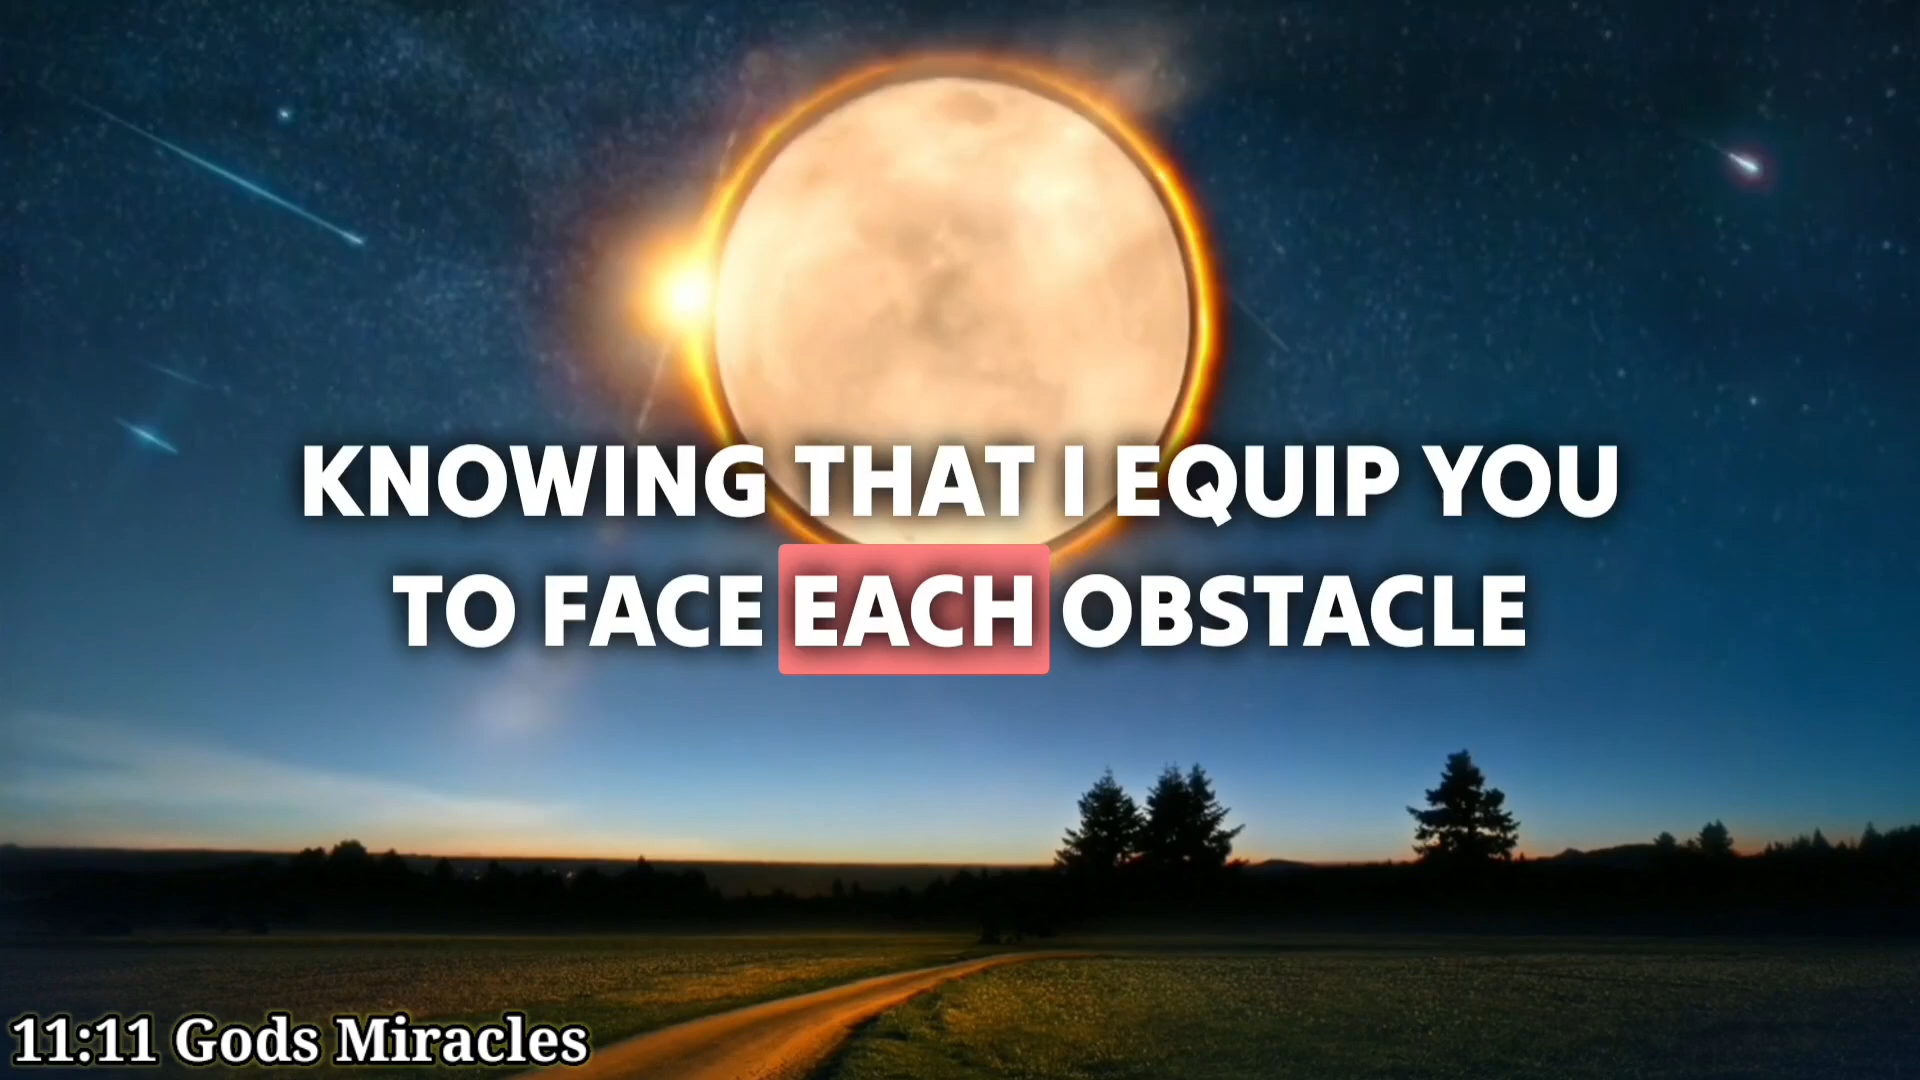 KNOWING THAT I EQUIP YOU
TO FACE EACH OBSTACLE
11:11 Gods Miracles